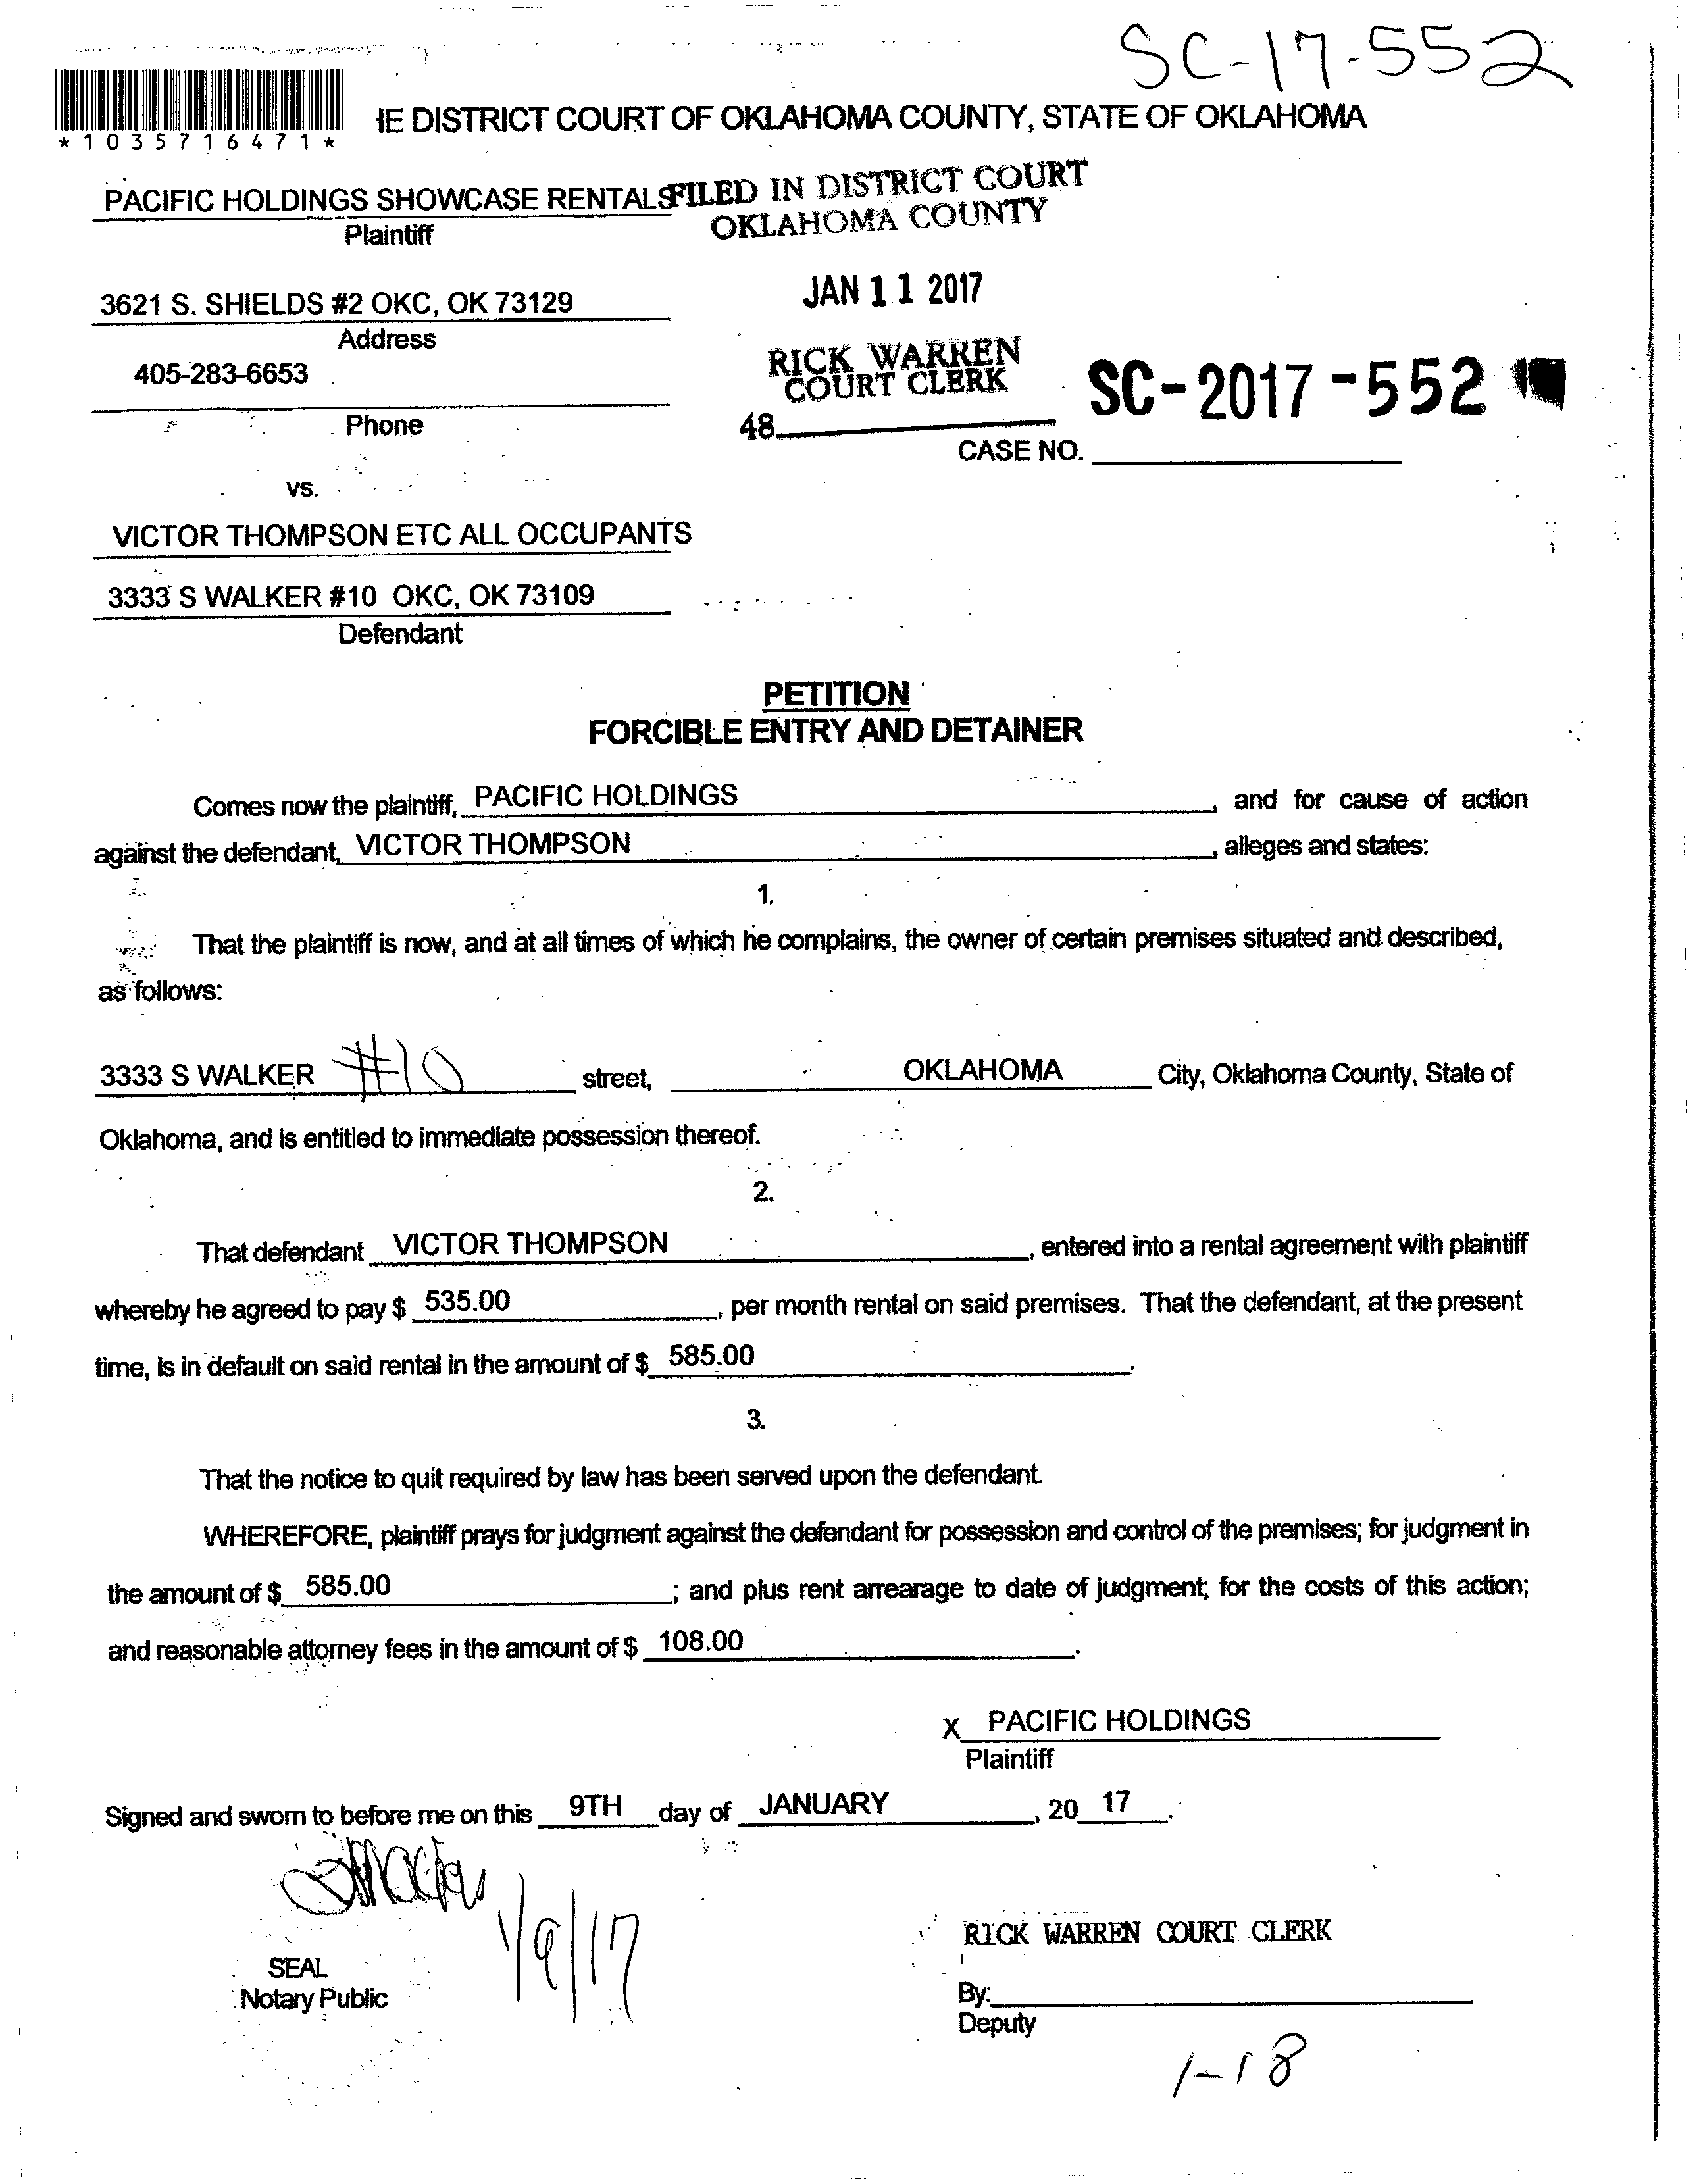 SC-17-552
*1035716471*
HE DISTRICT COURT OF OKLAHOMA COUNTY, STATE OF OKLAHOMA
PACIFIC HOLDINGS SHOWCASE RENTALS
FILED IN DISTRICT COURT
OKLAHOMA COUNTY
Plaintiff
JAN 11 2017
3621 S. SHIELDS #2 OKC, OK 73129
Address
RICK WARREN
COURT CLERK
405-283-6653
SC-2017-552
48
Phone
CASE NO.
vs.
VICTOR THOMPSON ETC ALL OCCUPANTS
3333 S WALKER #10 OKC, OK 73109
Defendant
PETITION
FORCIBLE ENTRY AND DETAINER
Comes now the plaintiff, PACIFIC HOLDINGS, and for cause of action
against the defendant, VICTOR THOMPSON, alleges and states:
1.
That the plaintiff is now, and at all times of which he complains, the owner of certain premises situated and described,
as follows:
3333 S WALKER #10 street, OKLAHOMA City, Oklahoma County, State of
Oklahoma, and is entitled to immediate possession thereof.
2.
That defendant VICTOR THOMPSON, entered into a rental agreement with plaintiff
whereby he agreed to pay $ 535.00, per month rental on said premises. That the defendant, at the present
time, is in default on said rental in the amount of $ 585.00.
3.
That the notice to quit required by law has been served upon the defendant.
WHEREFORE, plaintiff prays for judgment against the defendant for possession and control of the premises; for judgment in
the amount of $ 585.00; and plus rent arrearage to date of judgment; for the costs of this action;
and reasonable attorney fees in the amount of $ 108.00.
X PACIFIC HOLDINGS
Plaintiff
Signed and sworn to before me on this 9TH day of JANUARY, 20 17.
1/9/17
RICK WARREN COURT CLERK
SEAL
Notary Public
By:
Deputy
1-18